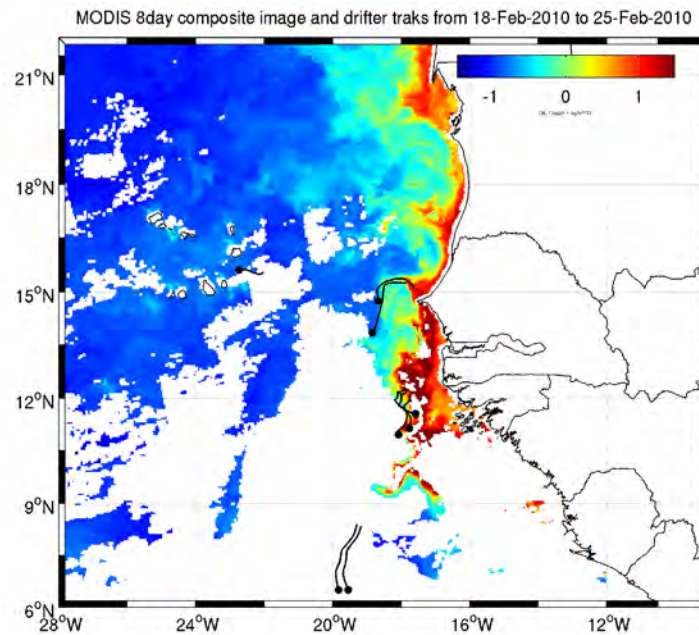 MODIS 8day composite image and drifter traks from 18-Feb-2010 to 25-Feb-2010
21°N
-1 0 1
18°N
15°N
12°N
9°N
6°N
28°W 24°W 20°W 16°W 12°W